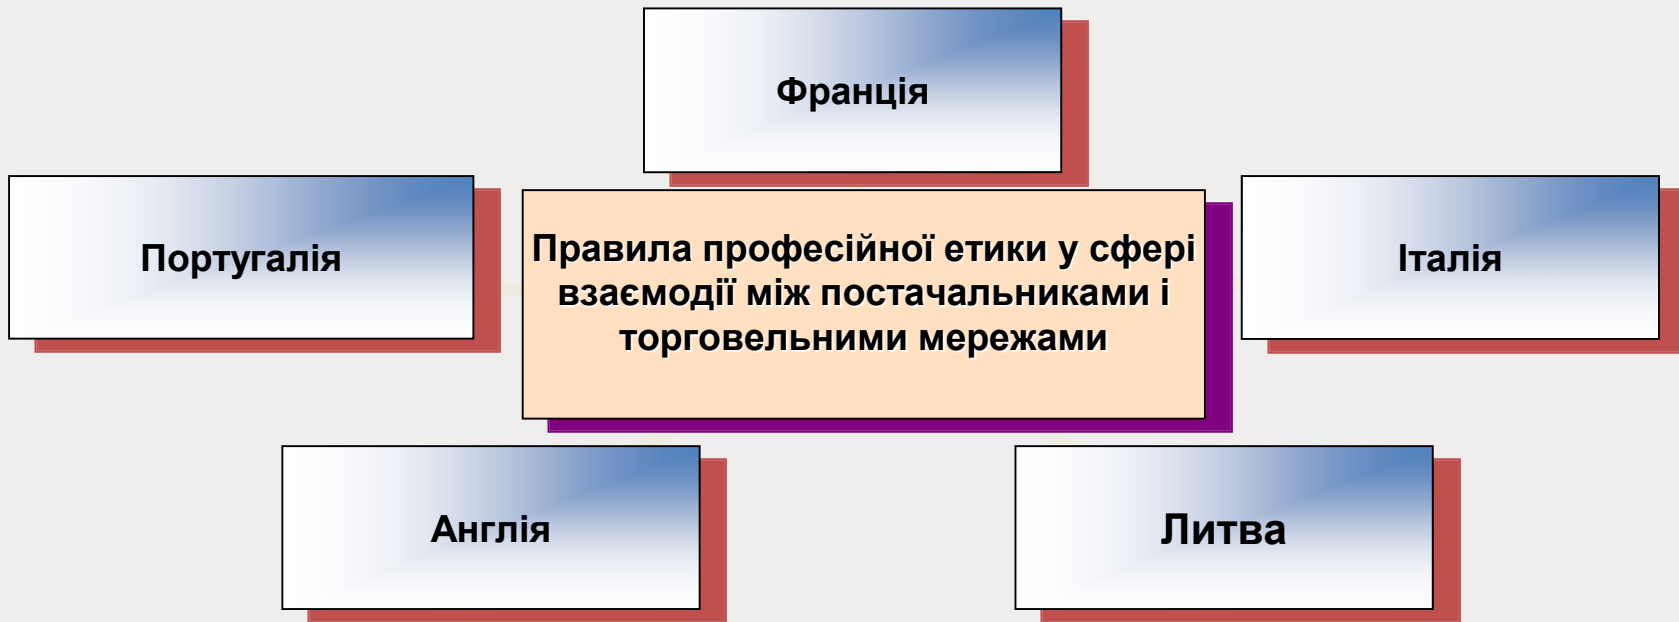 Франція
Португалія
Правила професійної етики у сфері
взаємодії між постачальниками і
торговельними мережами
Італія
Англія
Литва